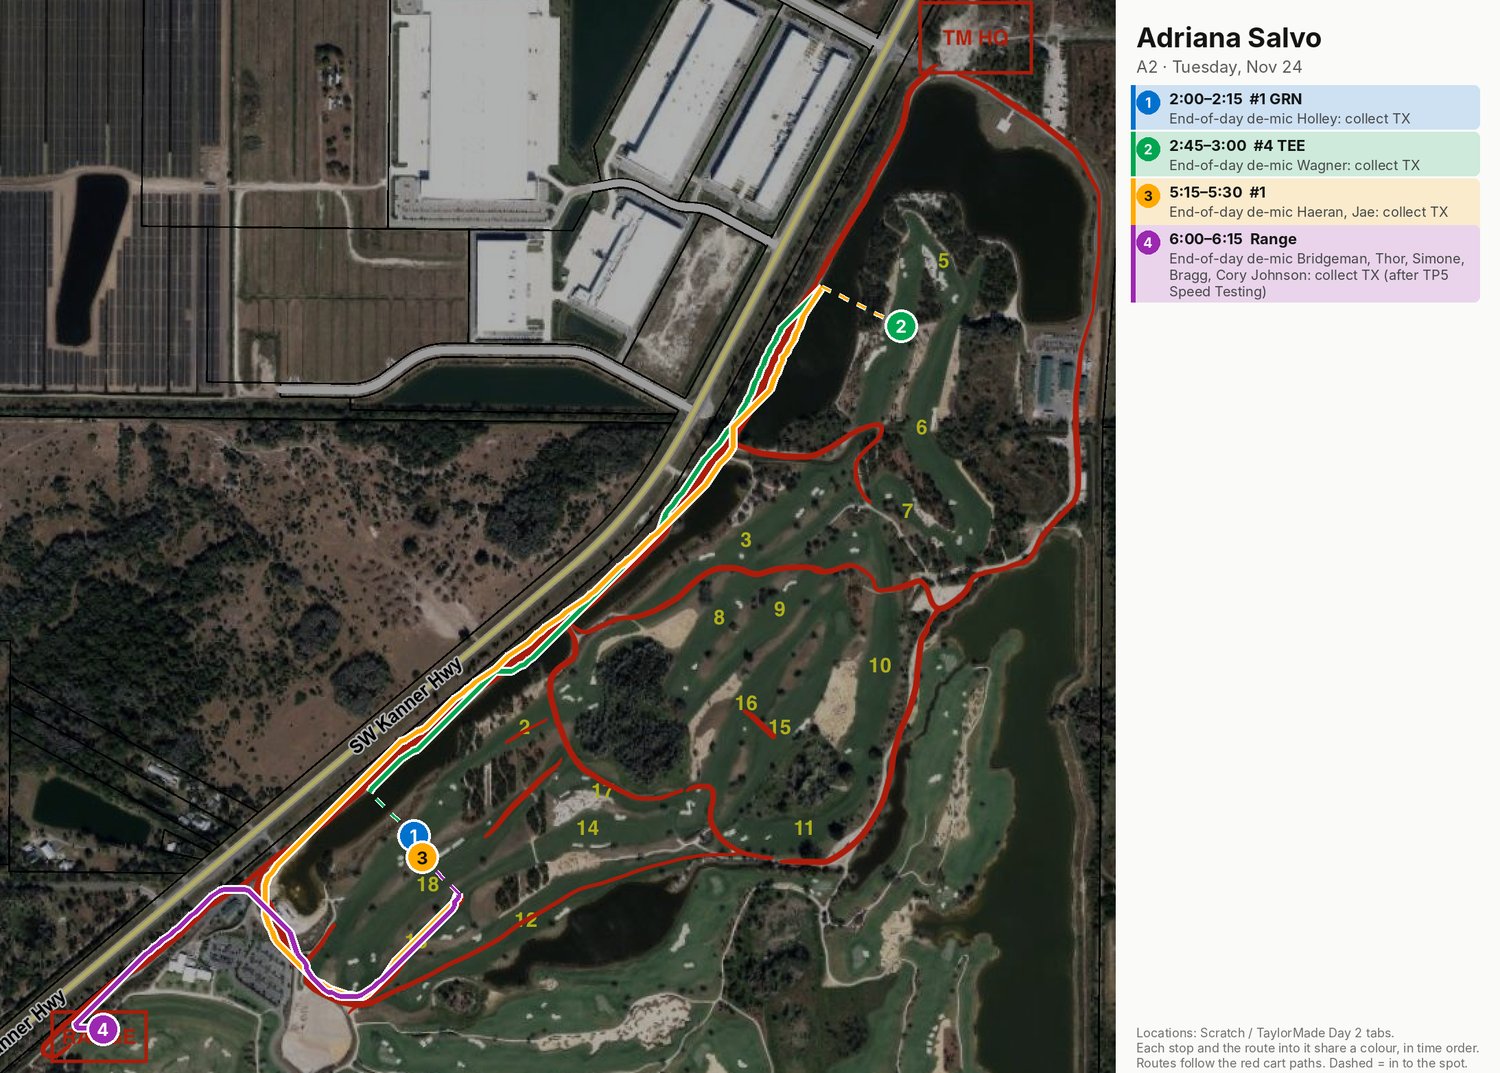 Adriana Salvo
A2 · Tuesday, Nov 24
1
2:00–2:15 #1 GRN
End-of-day de-mic Holley: collect TX
2
2:45–3:00 #4 TEE
End-of-day de-mic Wagner: collect TX
3
5:15–5:30 #1
End-of-day de-mic Haeran, Jae: collect TX
4
6:00–6:15 Range
End-of-day de-mic Bridgeman, Thor, Simone,
Bragg, Cory Johnson: collect TX (after TP5
Speed Testing)
TM HQ
5
2
6
7
3
8
9
10
SW Kanner Hwy
16
2
15
17
14
11
1
3
18
12
Hwy
4
Locations: Scratch / TaylorMade Day 2 tabs.
Each stop and the route into it share a colour, in time order.
Routes follow the red cart paths. Dashed = in to the spot.